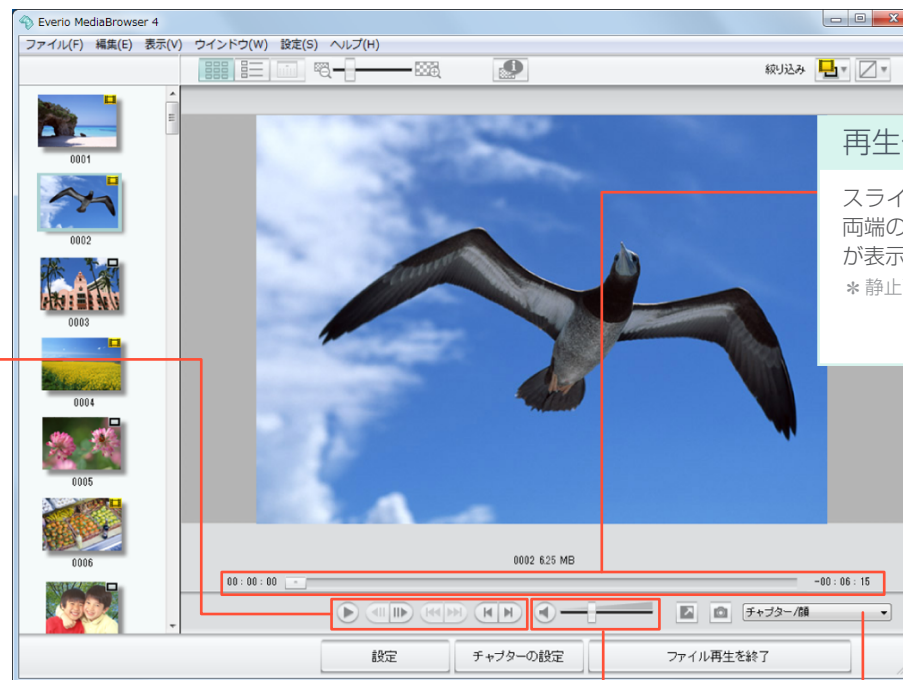 Everio MediaBrowser 4
ファイル(F) 編集(E) 表示(V) ウインドウ(W) 設定(S) ヘルプ(H)
絞り込み
0001
0002
0003
0004
0005
0006
再生
スライ
両端の
が表示
＊静止
0002 6.25 MB
00 : 00 : 00
-00 : 06 : 15
チャプター/顔
設定
チャプターの設定
ファイル再生を終了